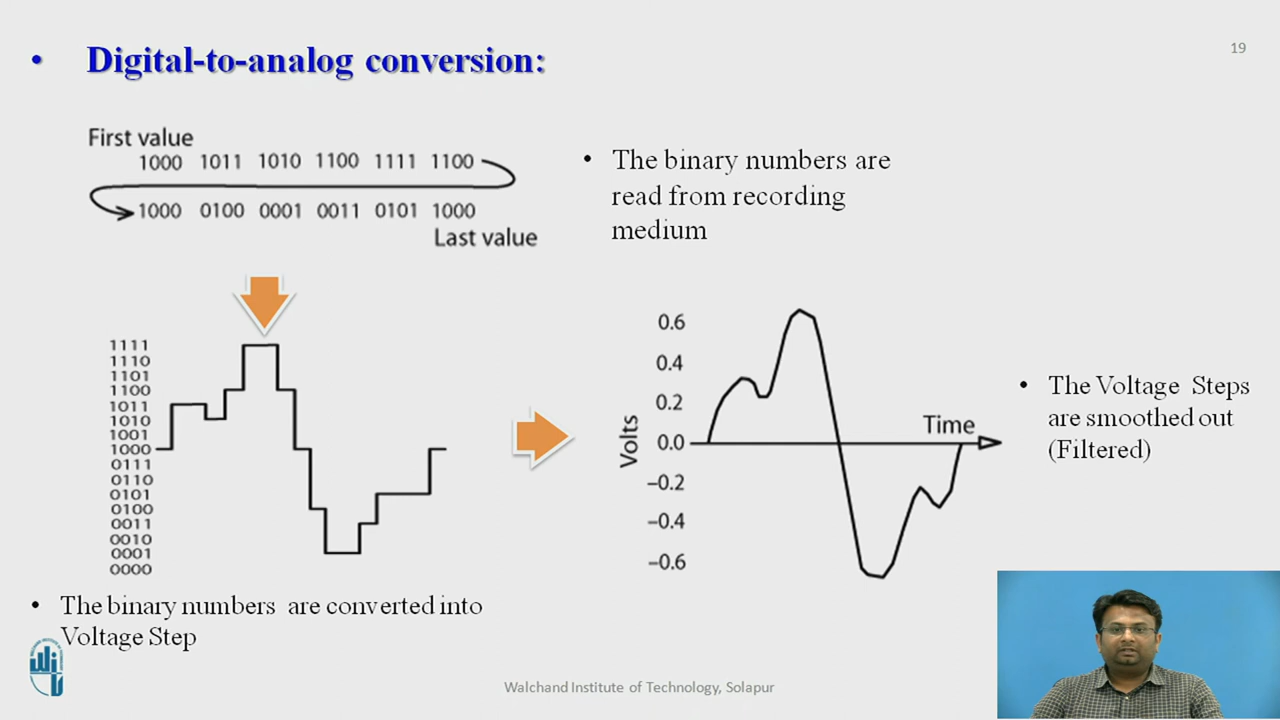 19
• Digital-to-analog conversion:
First value
1000 1011 1010 1100 1111 1100
1000 0100 0001 0011 0101 1000
Last value
• The binary numbers are
read from recording
medium
1111
1110
1101
1100
1011
1010
1001
1000
0111
0110
0101
0100
0011
0010
0001
0000
• The binary numbers are converted into
Voltage Step
Volts
0.6
0.4
0.2
0.0
−0.2
−0.4
−0.6
Time
• The Voltage Steps
are smoothed out
(Filtered)
Walchand Institute of Technology, Solapur